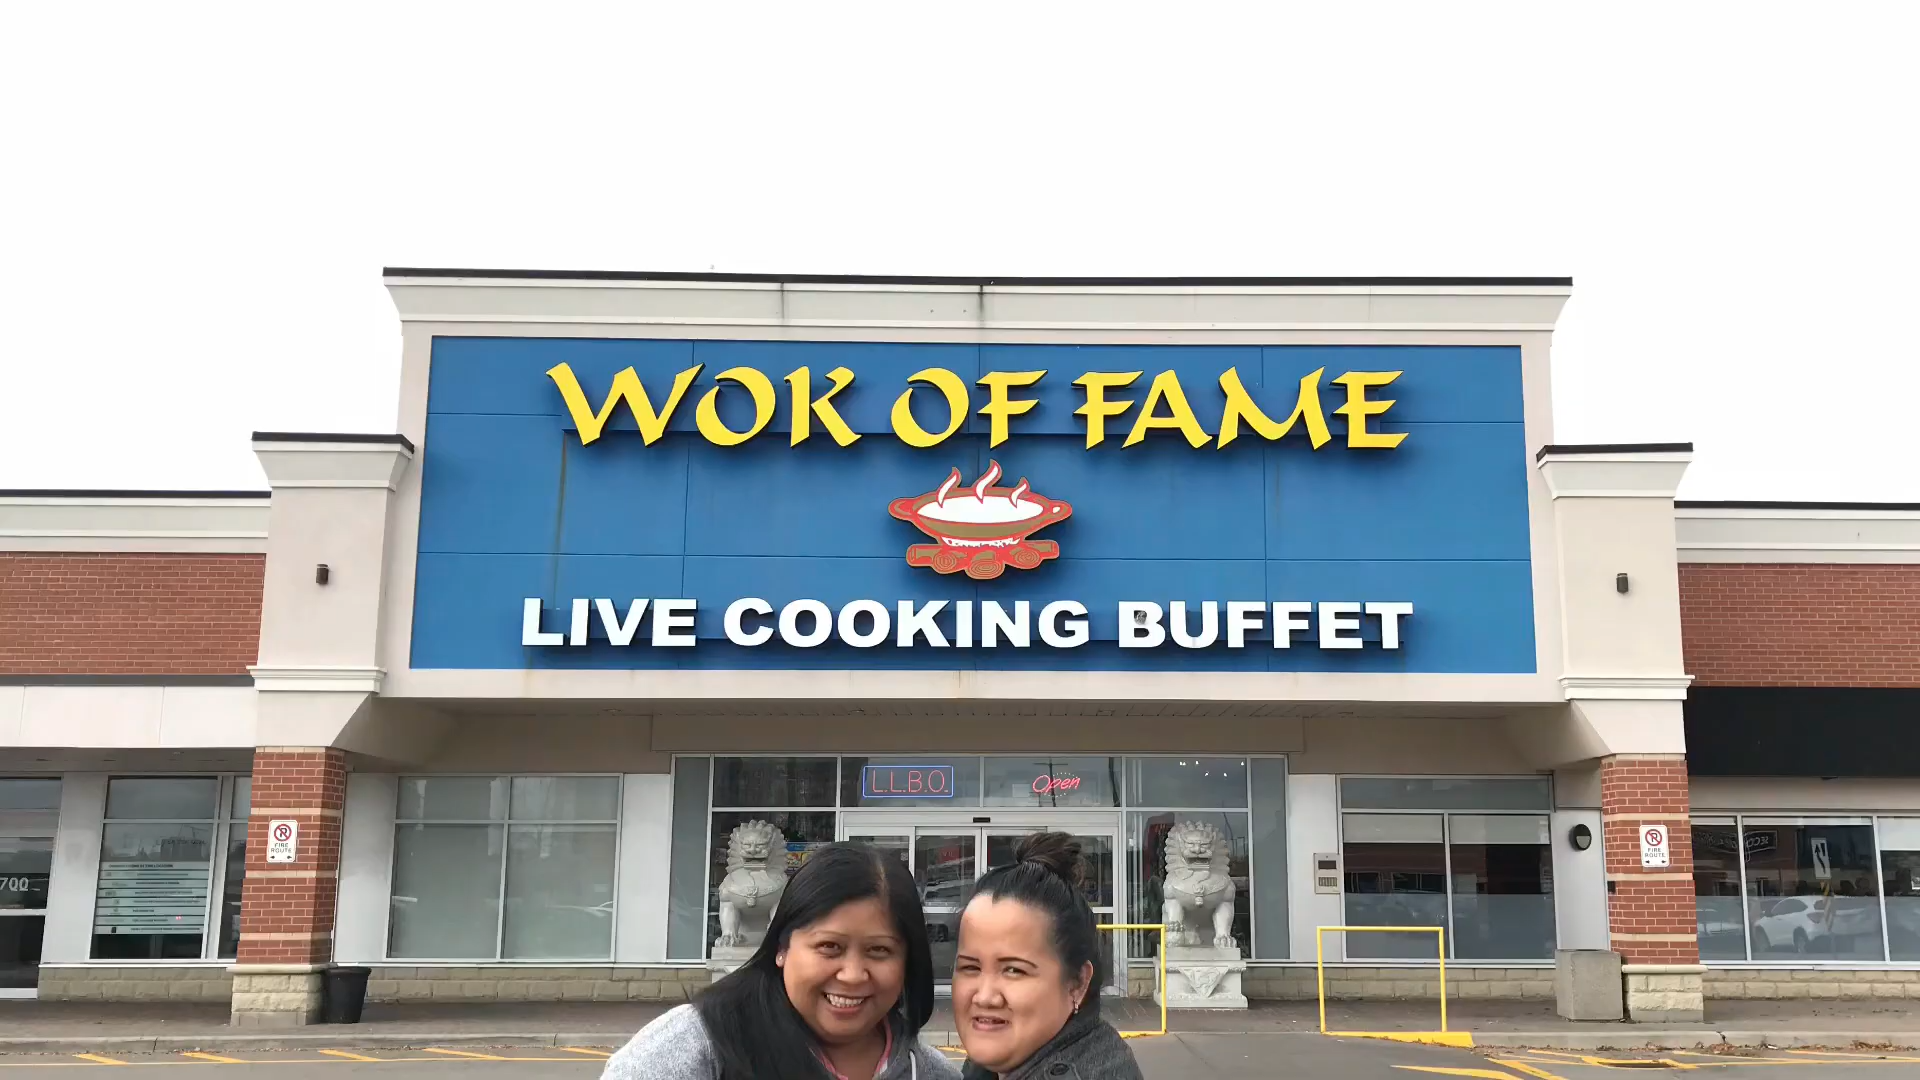 WOK OF FAME
LIVE COOKING BUFFET
L.L.B.O.
Open
FIRE
ROUTE
FIRE
ROUTE
700